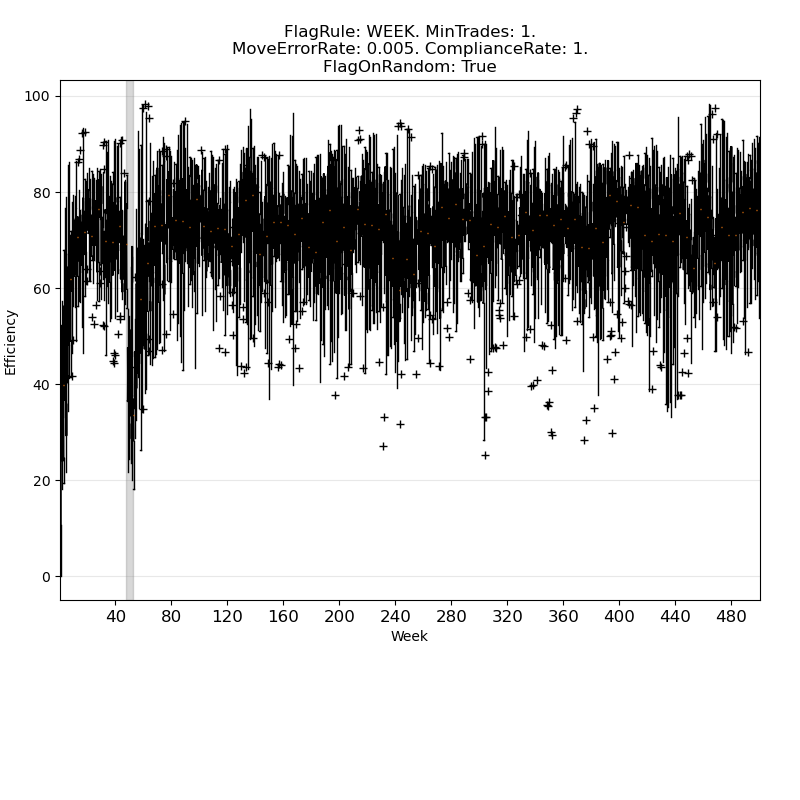 FlagRule: WEEK. MinTrades: 1.
MoveErrorRate: 0.005. ComplianceRate: 1.
FlagOnRandom: True
100
80
60
40
20
0
Efficiency
40 80 120 160 200 240 280 320 360 400 440 480
Week